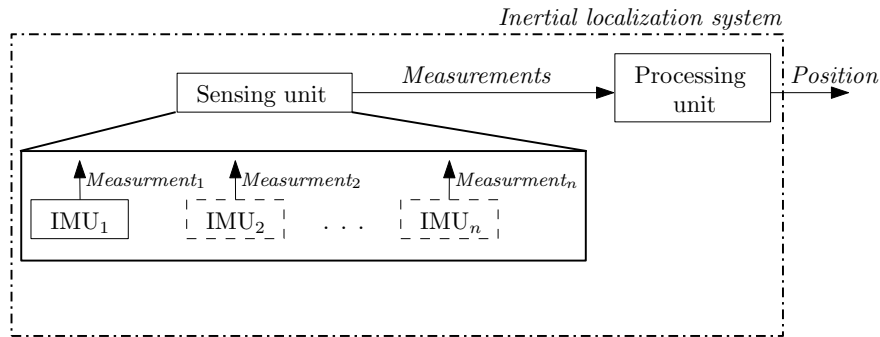 Inertial localization system
Measurements
Position
Sensing unit
Processing
unit
Measurment₁
Measurment₂
Measurmentₙ
IMU₁
IMU₂
. . .
IMUₙ